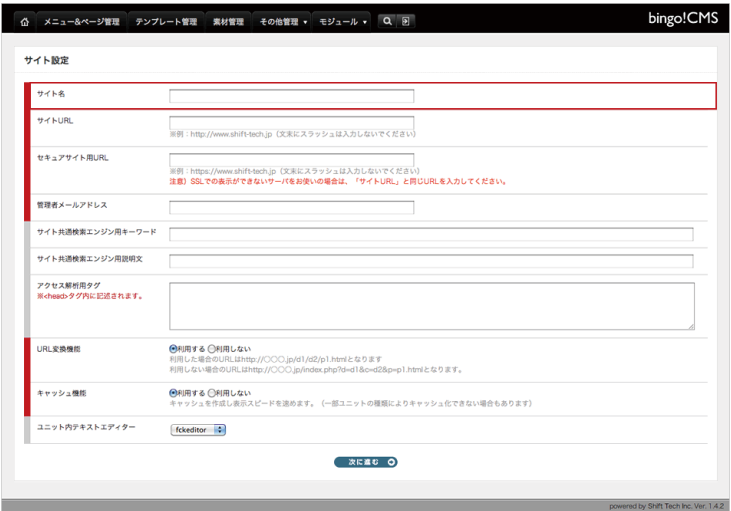 メニュー&ページ管理 テンプレート管理 素材管理 その他管理 ▼ モジュール ▼ bingo!CMS
サイト設定
サイト名
サイトURL
※例：http://www.shift-tech.jp（文末にスラッシュは入力しないでください）
セキュアサイト用URL
※例：https://www.shift-tech.jp（文末にスラッシュは入力しないでください）
注意）SSLでの表示ができないサーバをお使いの場合は、「サイトURL」と同じURLを入力してください。
管理者メールアドレス
サイト共通検索エンジン用キーワード
サイト共通検索エンジン用説明文
アクセス解析用タグ
※<head>タグ内に記述されます。
URL変換機能 利用する 利用しない
利用した場合のURLはhttp://○○○.jp/d1/d2/p1.htmlとなります
利用しない場合のURLはhttp://○○○.jp/index.php?d=d1&c=d2&p=p1.htmlとなります。
キャッシュ機能 利用する 利用しない
キャッシュを作成し表示スピードを速めます。（一部ユニットの種類によりキャッシュ化できない場合もあります）
ユニット内テキストエディター fckeditor
次に進む
powered by Shift Tech Inc. Ver. 1.4.2